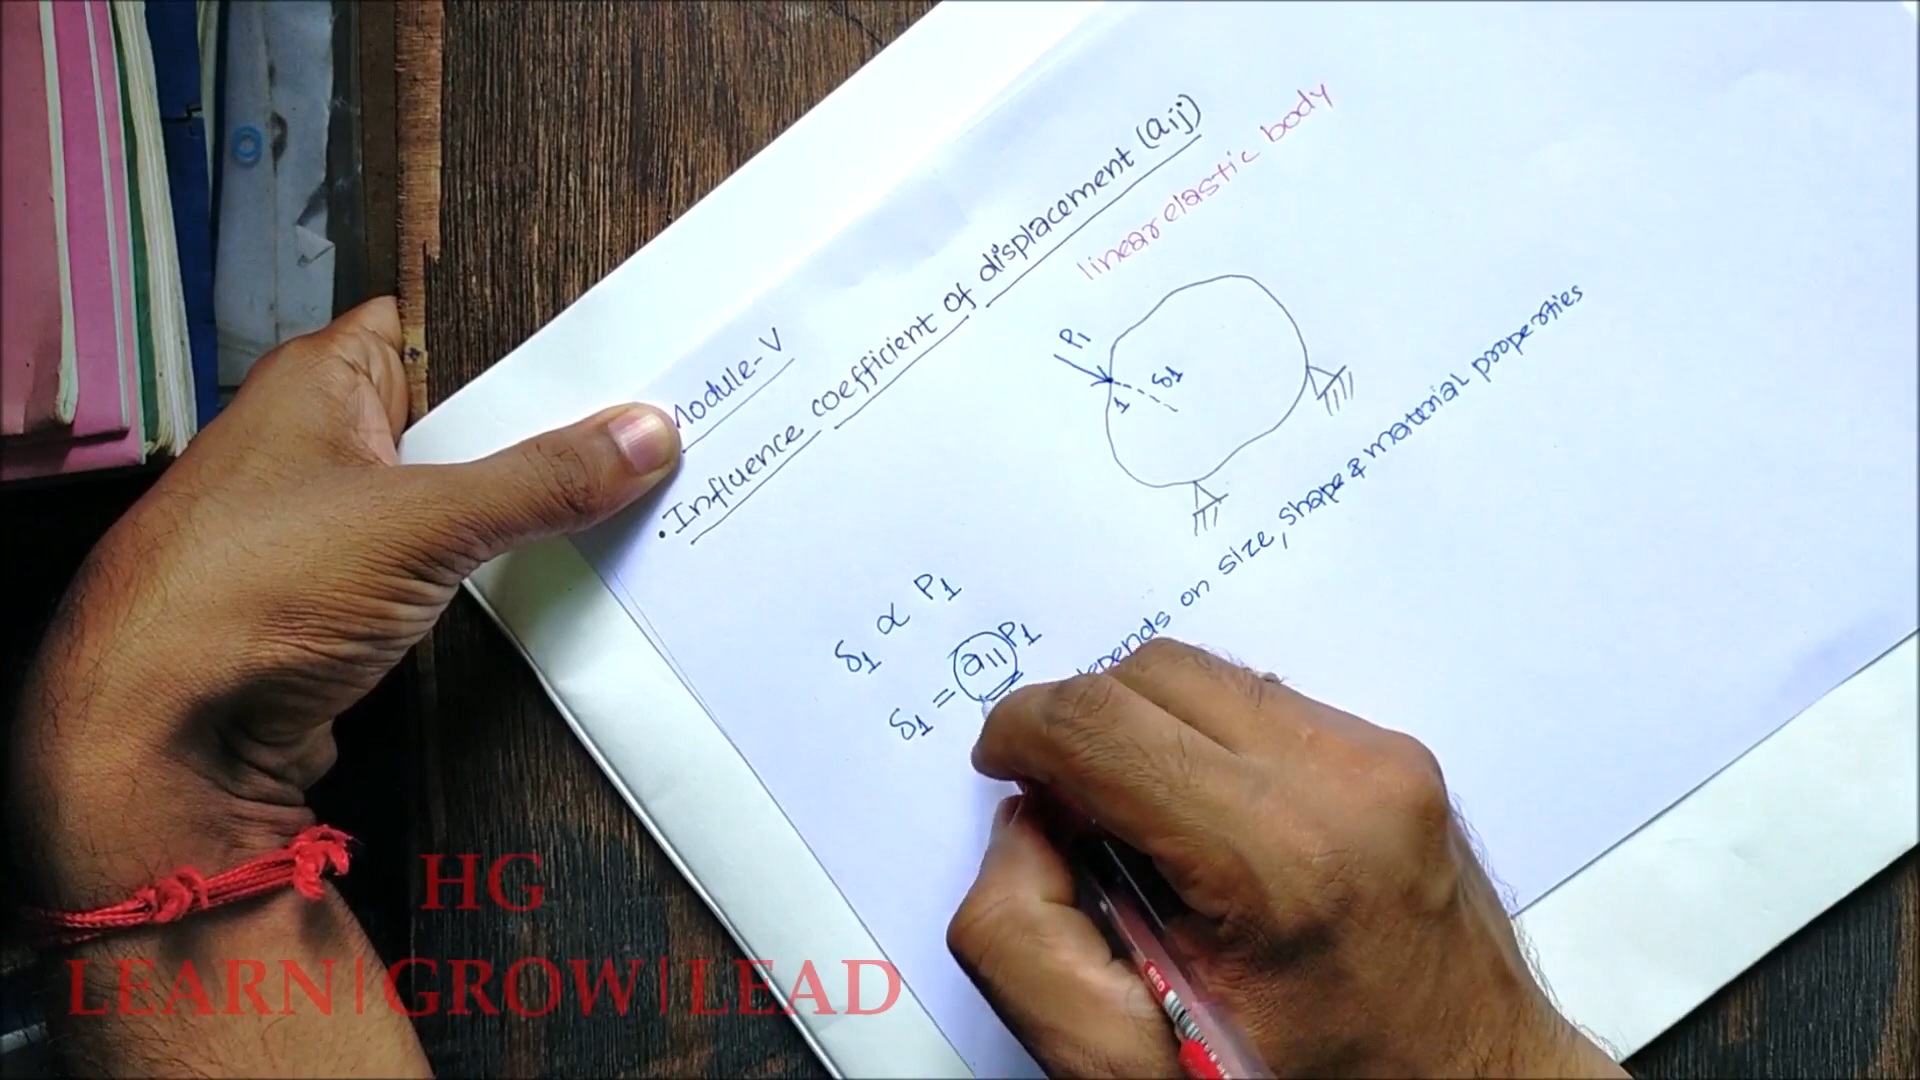 Module-V
• Influence coefficient of displacement (aij)
linear elastic body
P1
1
δ1
δ1 ∝ P1
δ1 = a11 P1
depends on size, shape & material properties
RED
HG
LEARN|GROW|LEAD